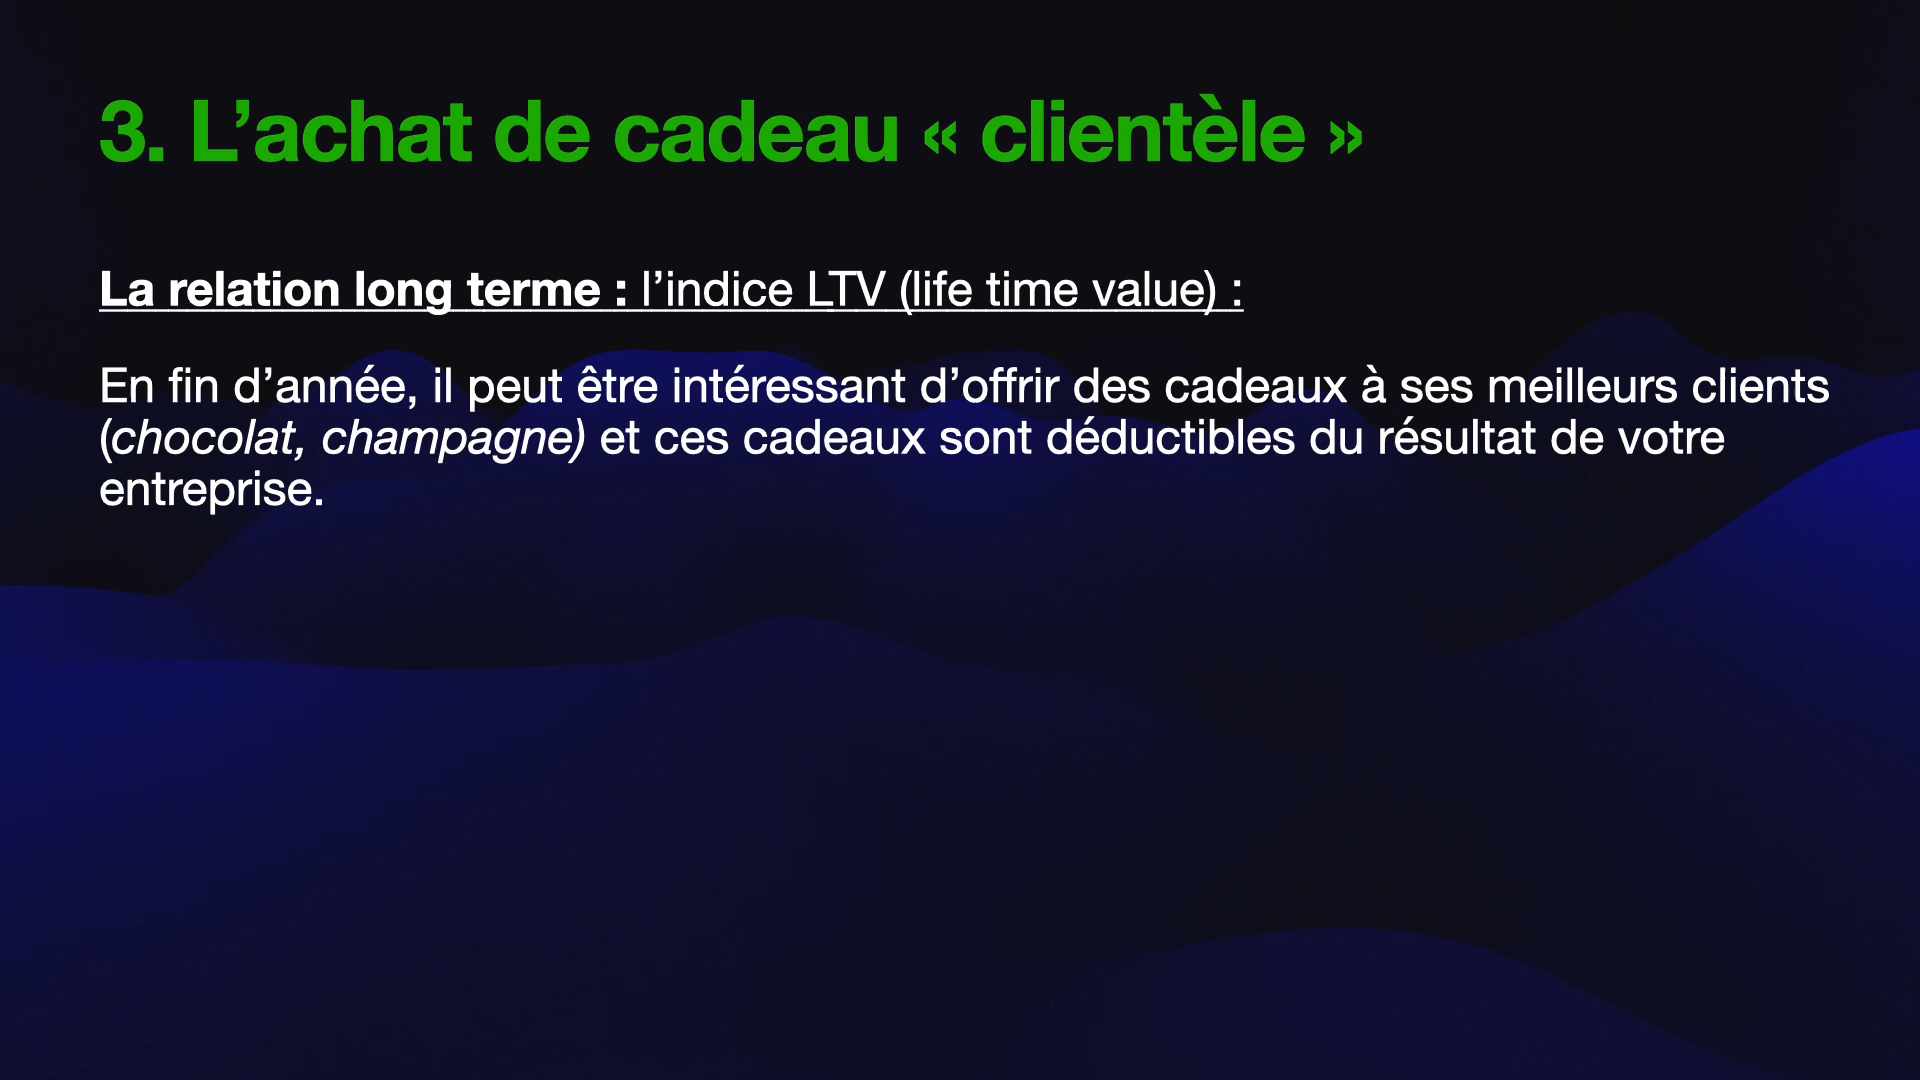 3. L’achat de cadeau « clientèle »
La relation long terme : l’indice LTV (life time value) :
En fin d’année, il peut être intéressant d’offrir des cadeaux à ses meilleurs clients
(chocolat, champagne) et ces cadeaux sont déductibles du résultat de votre
entreprise.